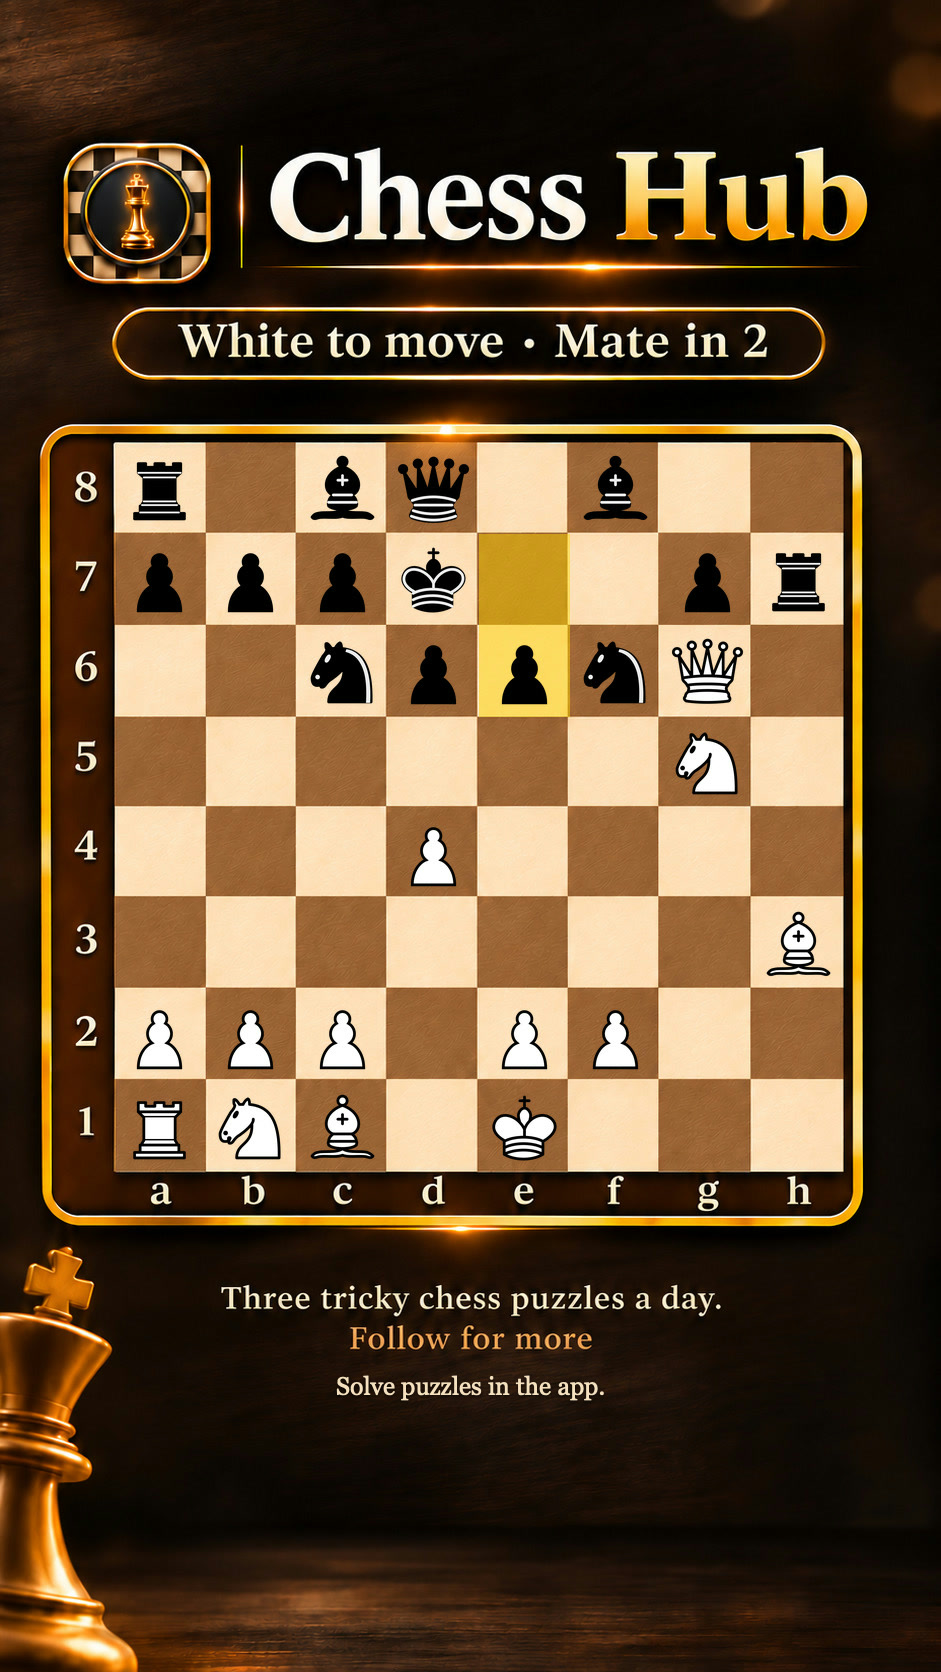 Chess Hub
White to move • Mate in 2
8
7
6
5
4
3
2
1
a b c d e f g h
Three tricky chess puzzles a day.
Follow for more
Solve puzzles in the app.